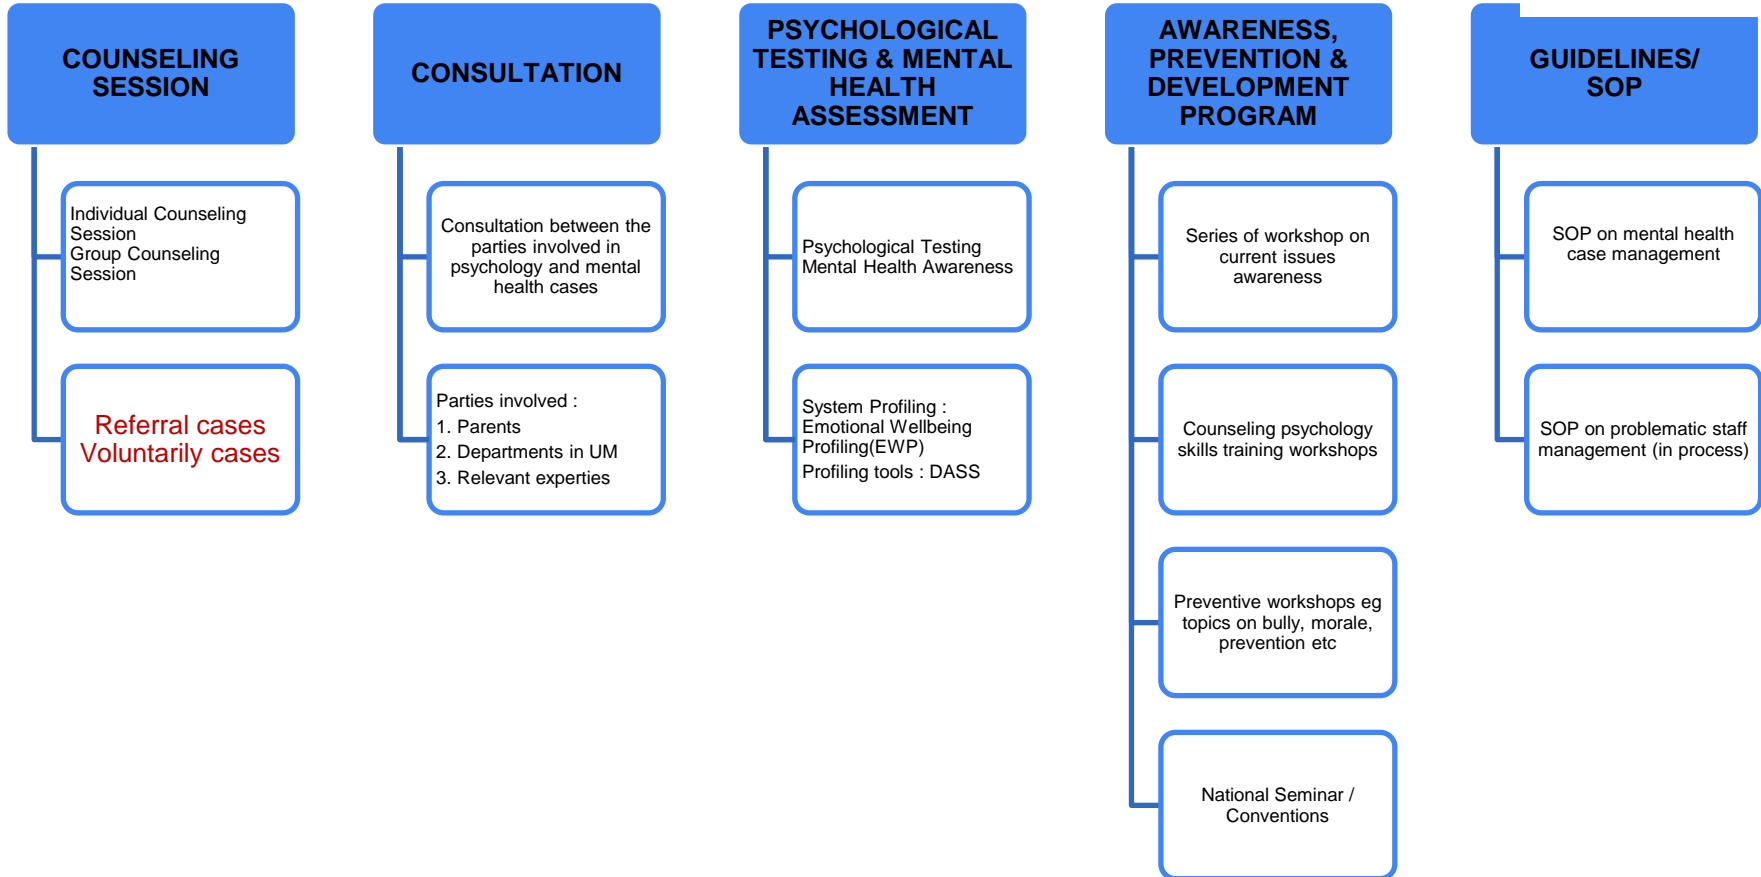 COUNSELING
SESSION
Individual Counseling
Session
Group Counseling
Session
Referral cases
Voluntarily cases
CONSULTATION
Consultation between the
parties involved in
psychology and mental
health cases
Parties involved :
1. Parents
2. Departments in UM
3. Relevant experties
PSYCHOLOGICAL
TESTING & MENTAL
HEALTH
ASSESSMENT
Psychological Testing
Mental Health Awareness
System Profiling :
Emotional Wellbeing
Profiling(EWP)
Profiling tools : DASS
AWARENESS,
PREVENTION &
DEVELOPMENT
PROGRAM
Series of workshop on
current issues
awareness
Counseling psychology
skills training workshops
Preventive workshops eg
topics on bully, morale,
prevention etc
National Seminar /
Conventions
GUIDELINES/
SOP
SOP on mental health
case management
SOP on problematic staff
management (in process)